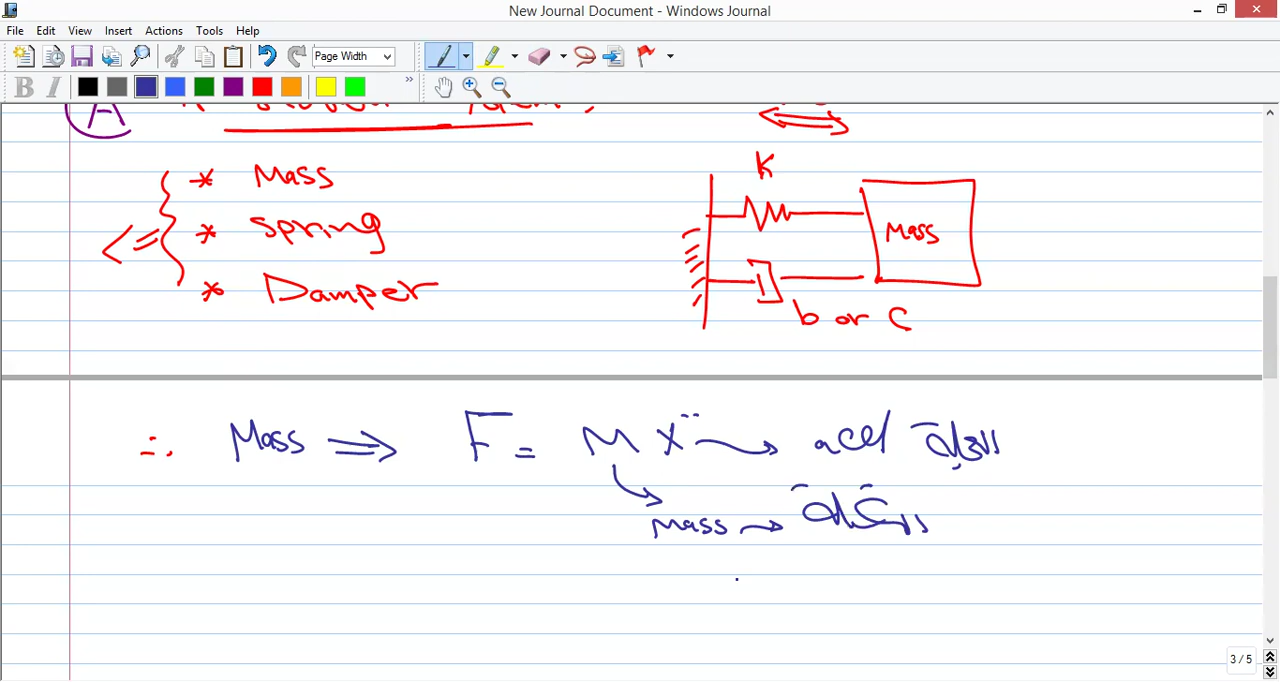 New Journal Document - Windows Journal
File Edit View Insert Actions Tools Help
Page Width
B I
A
* Mass
* Spring
* Damper
K
Mass
b or C
∴ Mass ⇒ F = M Ẍ → accl العجلة
Mass → الكتلة
3 / 5